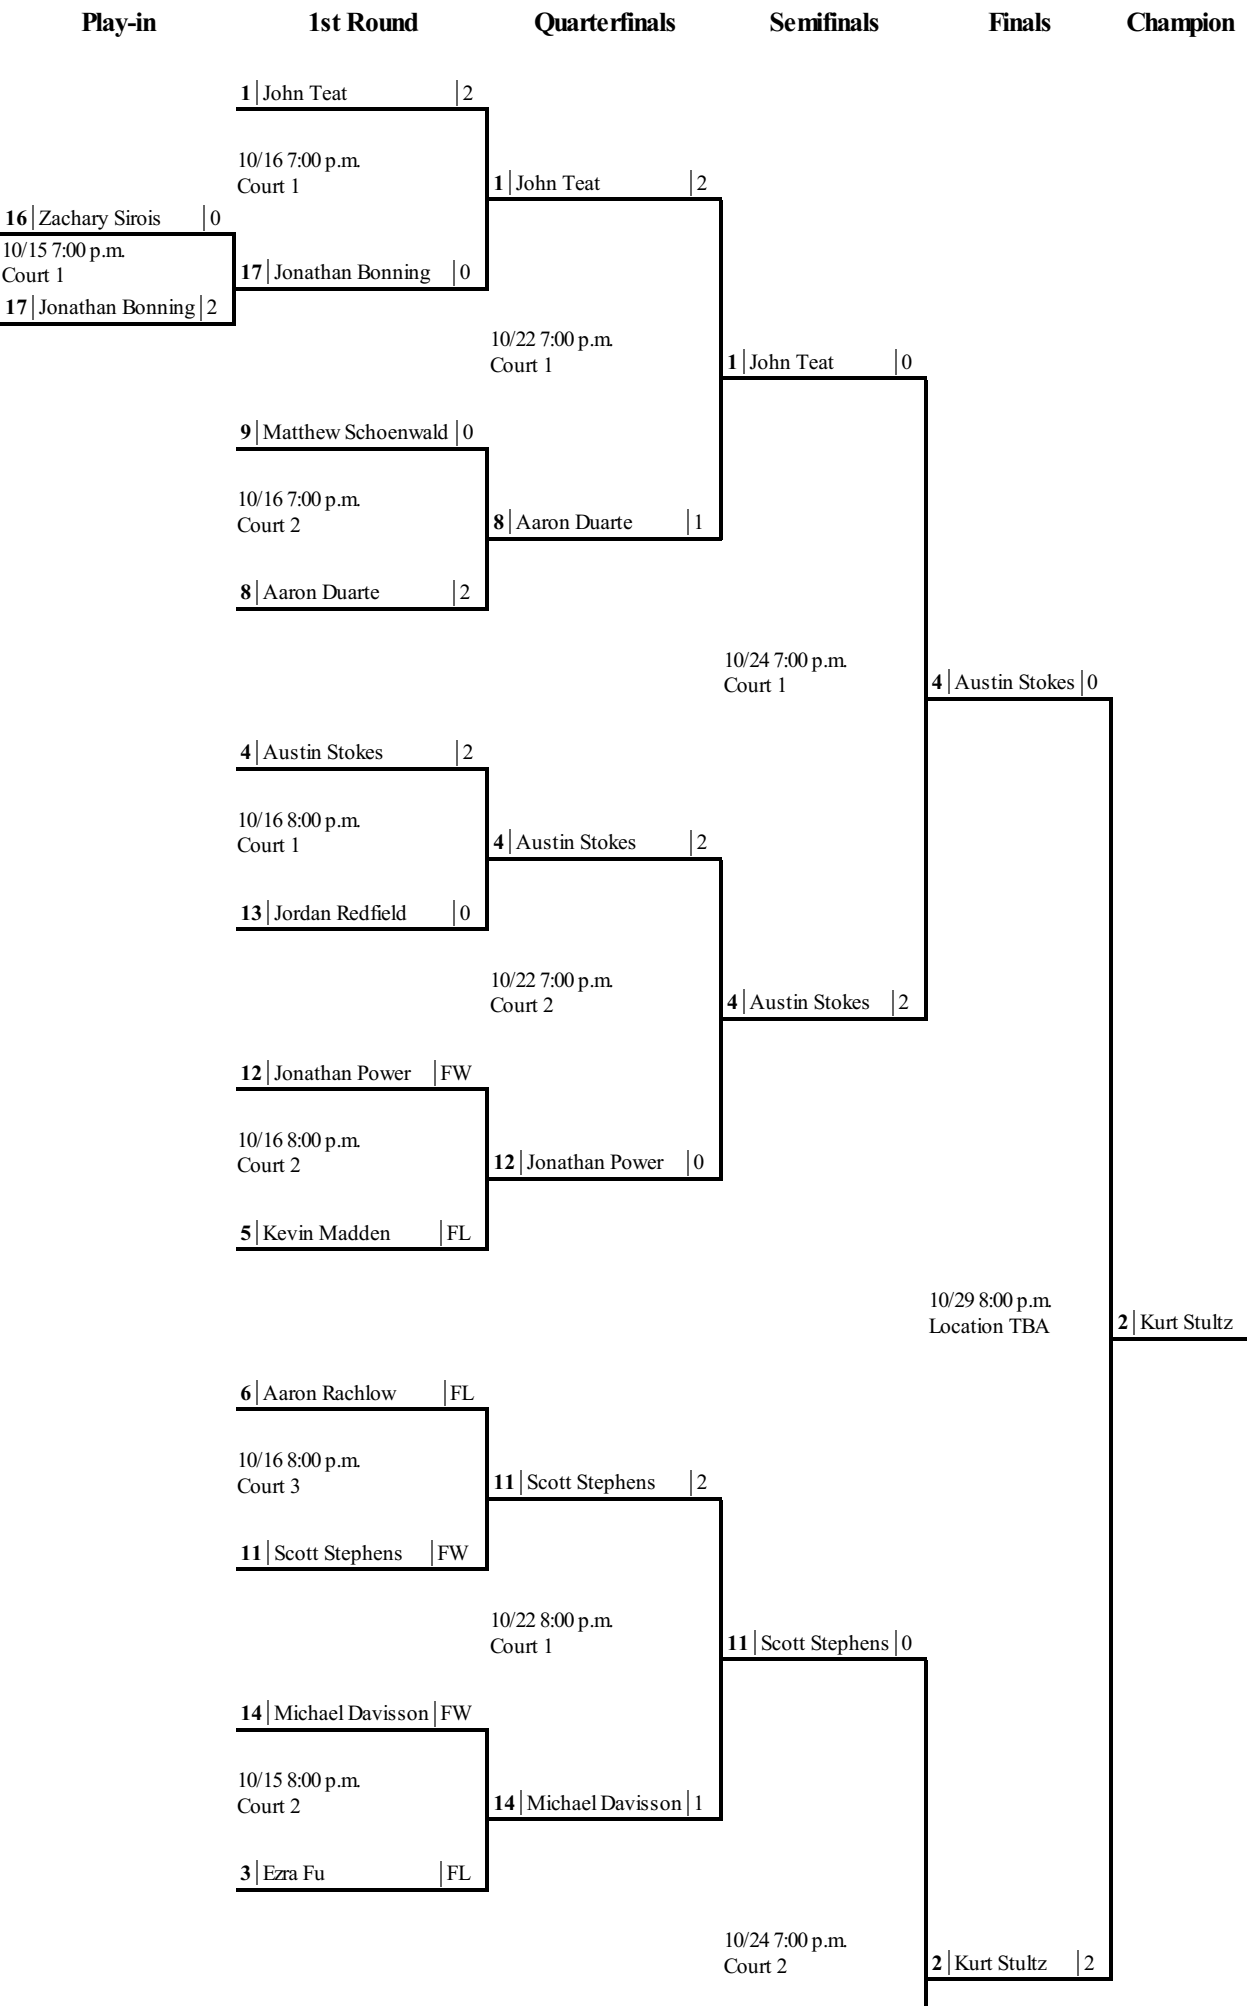 Play-in 1st Round Quarterfinals Semifinals Finals Champion
1 John Teat 2
10/16 7:00 p.m.
Court 1
1 John Teat 2
16 Zachary Sirois 0
10/15 7:00 p.m.
Court 1
17 Jonathan Bonning 0
17 Jonathan Bonning 2
10/22 7:00 p.m.
Court 1
1 John Teat 0
9 Matthew Schoenwald 0
10/16 7:00 p.m.
Court 2
8 Aaron Duarte 1
8 Aaron Duarte 2
10/24 7:00 p.m.
Court 1
4 Austin Stokes 0
4 Austin Stokes 2
10/16 8:00 p.m.
Court 1
4 Austin Stokes 2
13 Jordan Redfield 0
10/22 7:00 p.m.
Court 2
4 Austin Stokes 2
12 Jonathan Power FW
10/16 8:00 p.m.
Court 2
12 Jonathan Power 0
5 Kevin Madden FL
10/29 8:00 p.m.
Location TBA
2 Kurt Stultz
6 Aaron Rachlow FL
10/16 8:00 p.m.
Court 3
11 Scott Stephens 2
11 Scott Stephens FW
10/22 8:00 p.m.
Court 1
11 Scott Stephens 0
14 Michael Davisson FW
10/15 8:00 p.m.
Court 2
14 Michael Davisson 1
3 Ezra Fu FL
10/24 7:00 p.m.
Court 2
2 Kurt Stultz 2